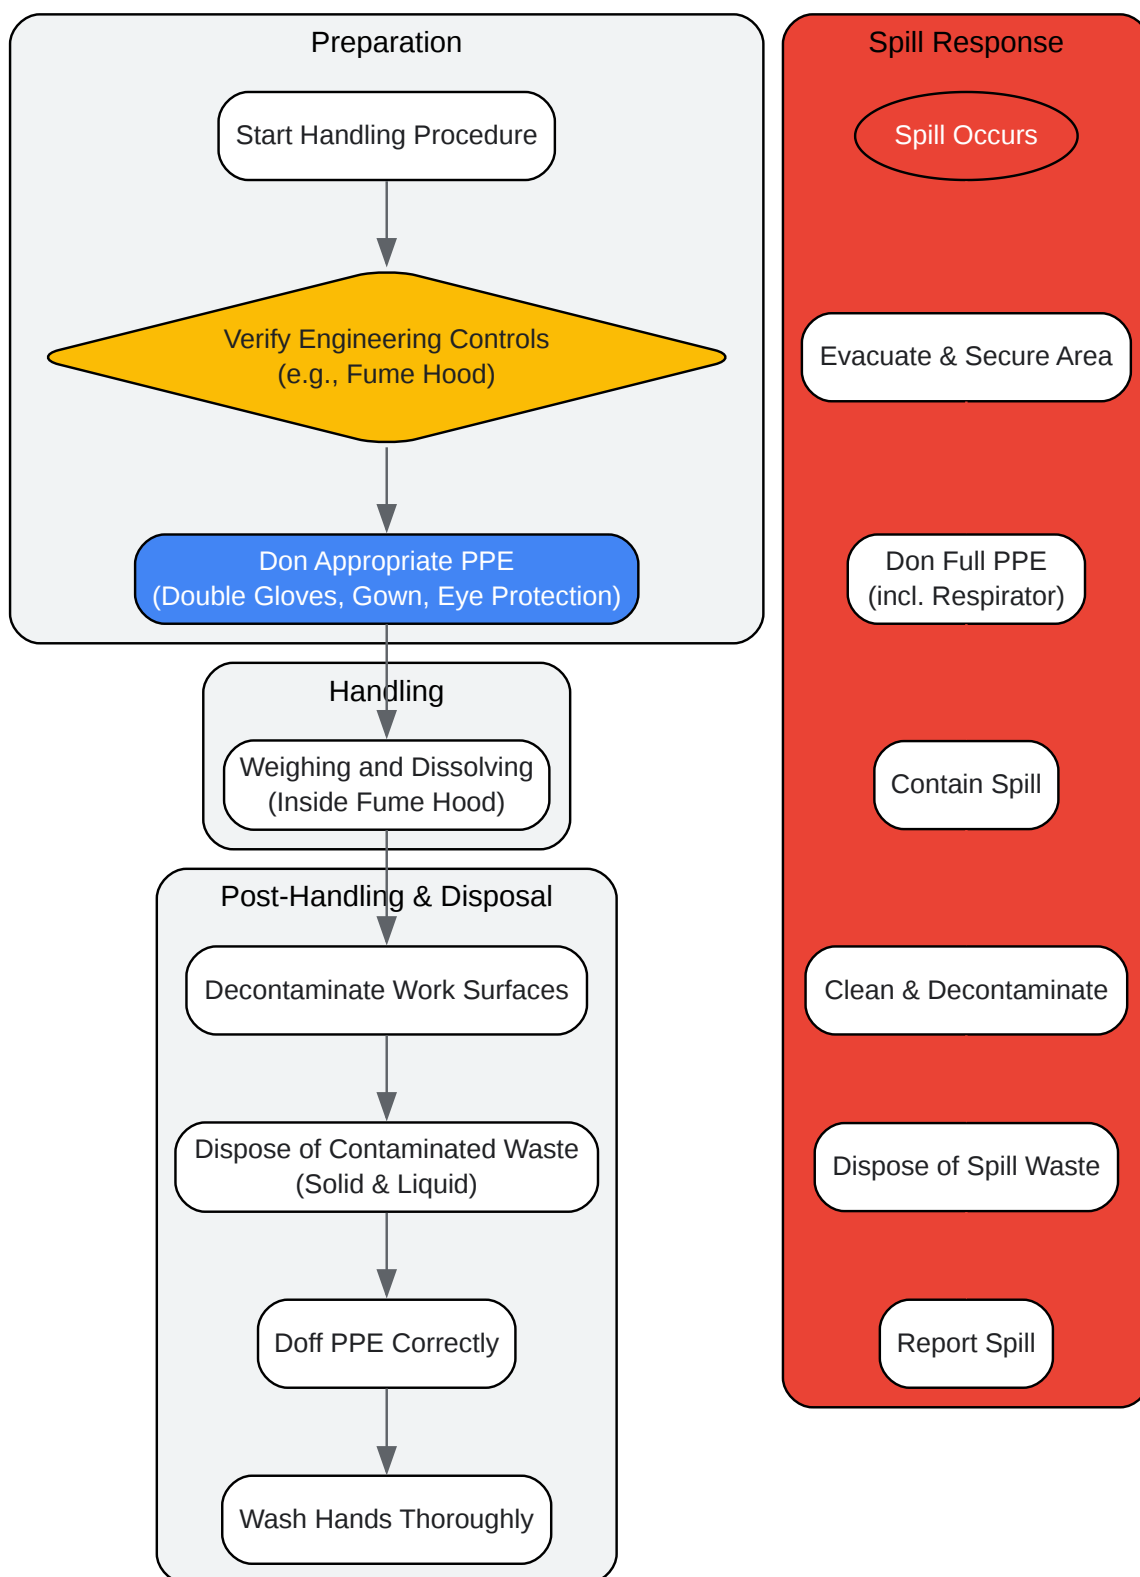 Preparation
Start Handling Procedure
Verify Engineering Controls
(e.g., Fume Hood)
Don Appropriate PPE
(Double Gloves, Gown, Eye Protection)
Handling
Weighing and Dissolving
(Inside Fume Hood)
Post-Handling & Disposal
Decontaminate Work Surfaces
Dispose of Contaminated Waste
(Solid & Liquid)
Doff PPE Correctly
Wash Hands Thoroughly
Spill Response
Spill Occurs
Evacuate & Secure Area
Don Full PPE
(incl. Respirator)
Contain Spill
Clean & Decontaminate
Dispose of Spill Waste
Report Spill